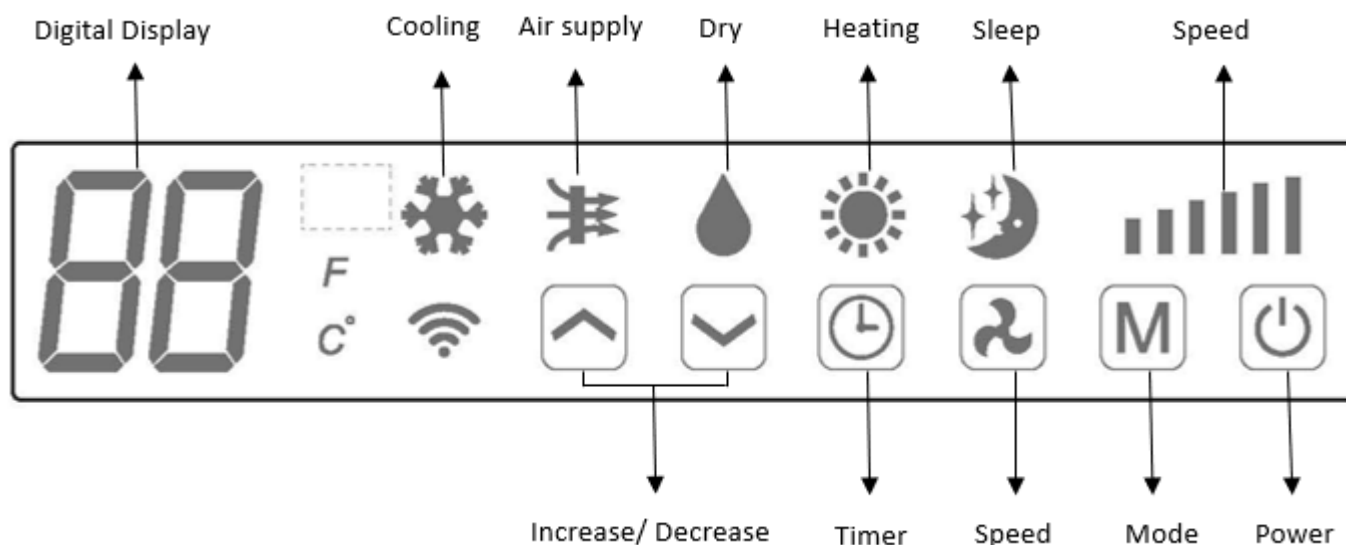 Digital Display
Cooling
Air supply
Dry
Heating
Sleep
Speed
88
F
C°
M
Increase/ Decrease
Timer
Speed
Mode
Power